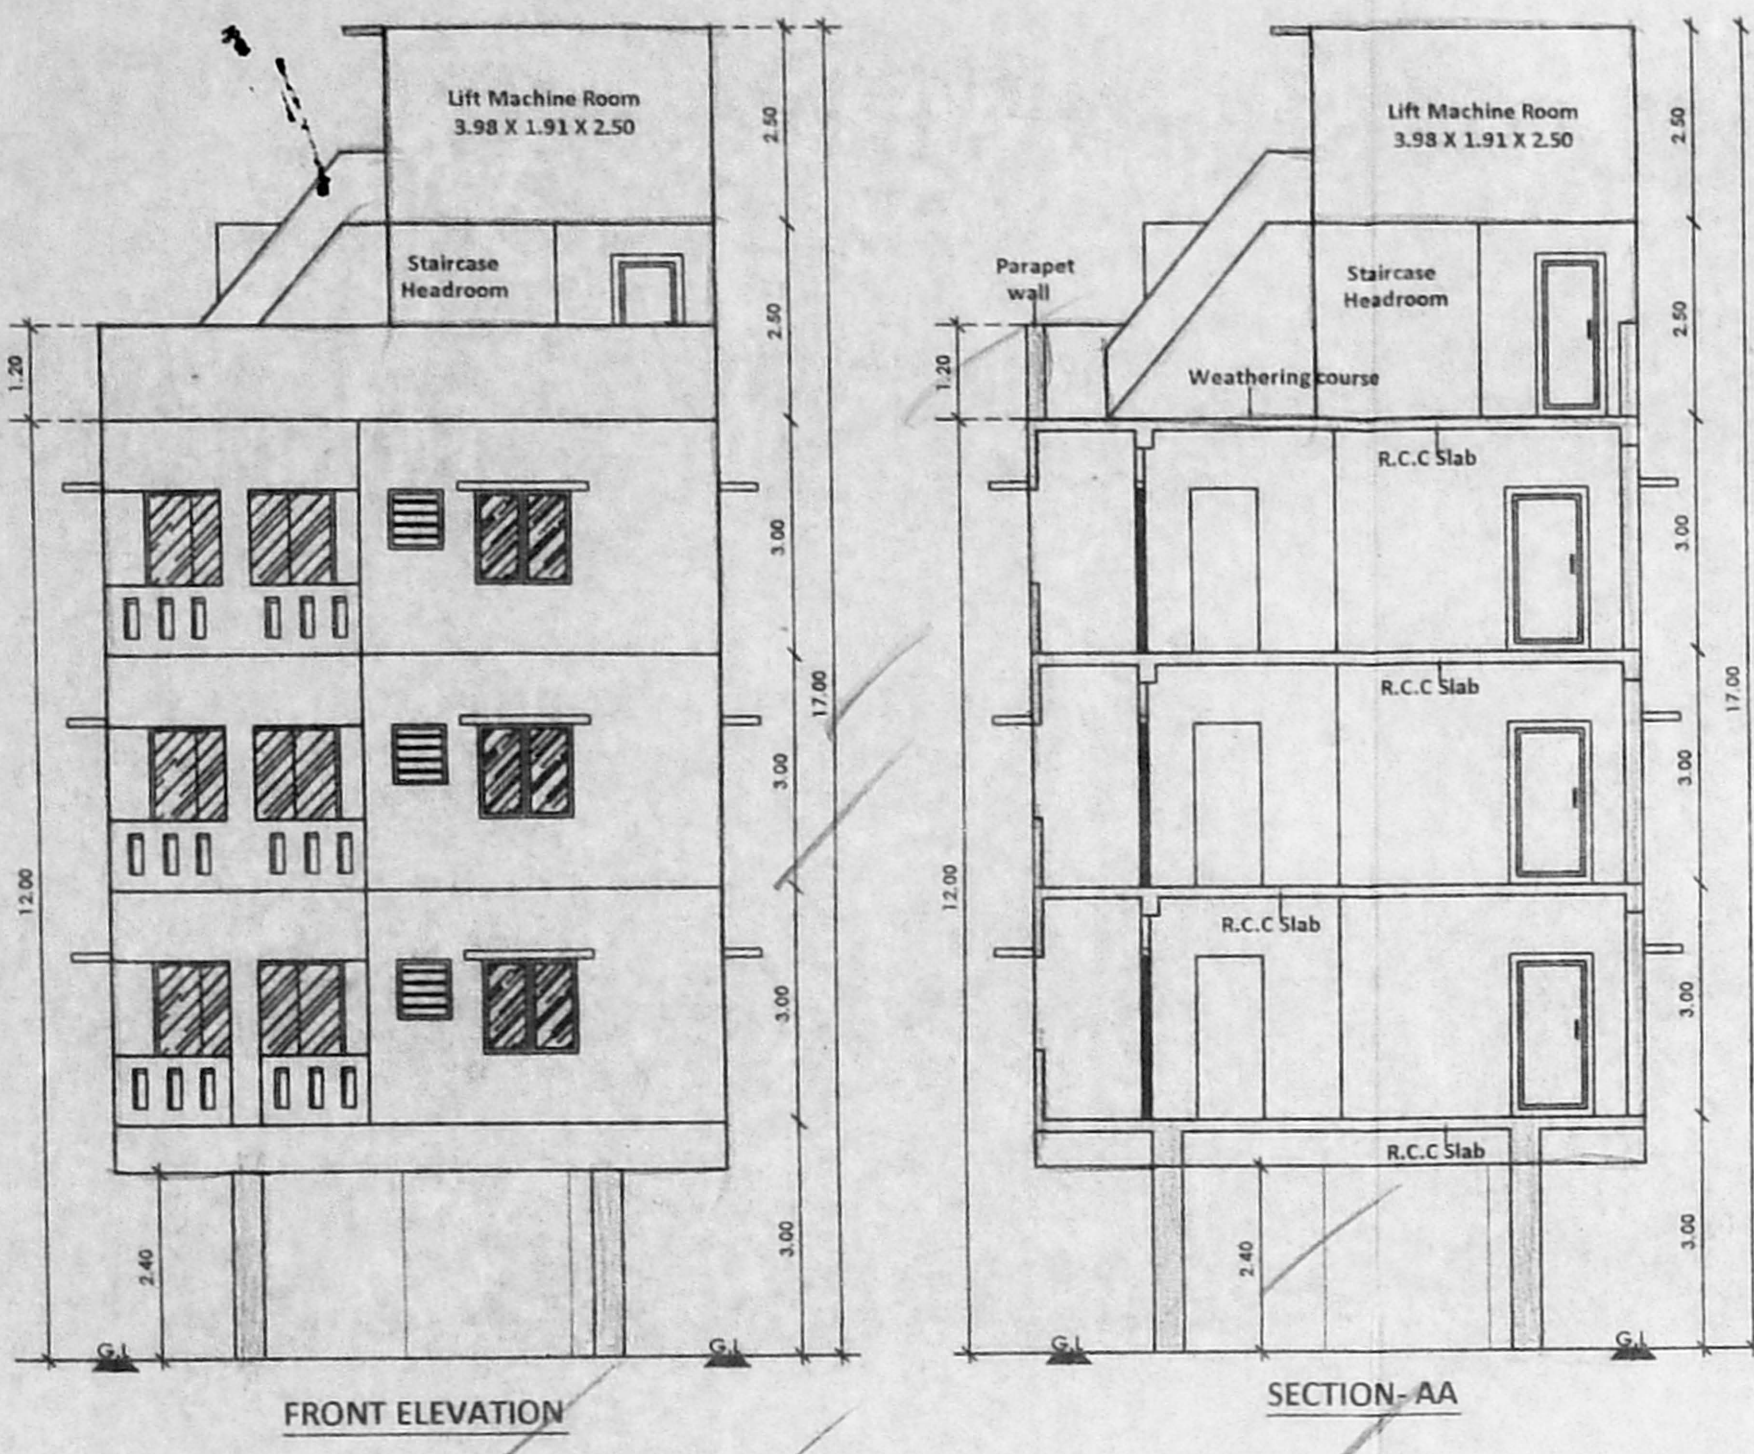 Lift Machine Room
3.98 X 1.91 X 2.50
2.50
Staircase
Headroom
2.50
1.20
3.00
3.00
17.00
12.00
3.00
3.00
2.40
G.L
G.L
FRONT ELEVATION
Lift Machine Room
3.98 X 1.91 X 2.50
2.50
Parapet
wall
Staircase
Headroom
2.50
1.20
Weathering course
R.C.C Slab
3.00
R.C.C Slab
17.00
3.00
12.00
R.C.C Slab
3.00
R.C.C Slab
3.00
2.40
G.L
G.L
SECTION- AA